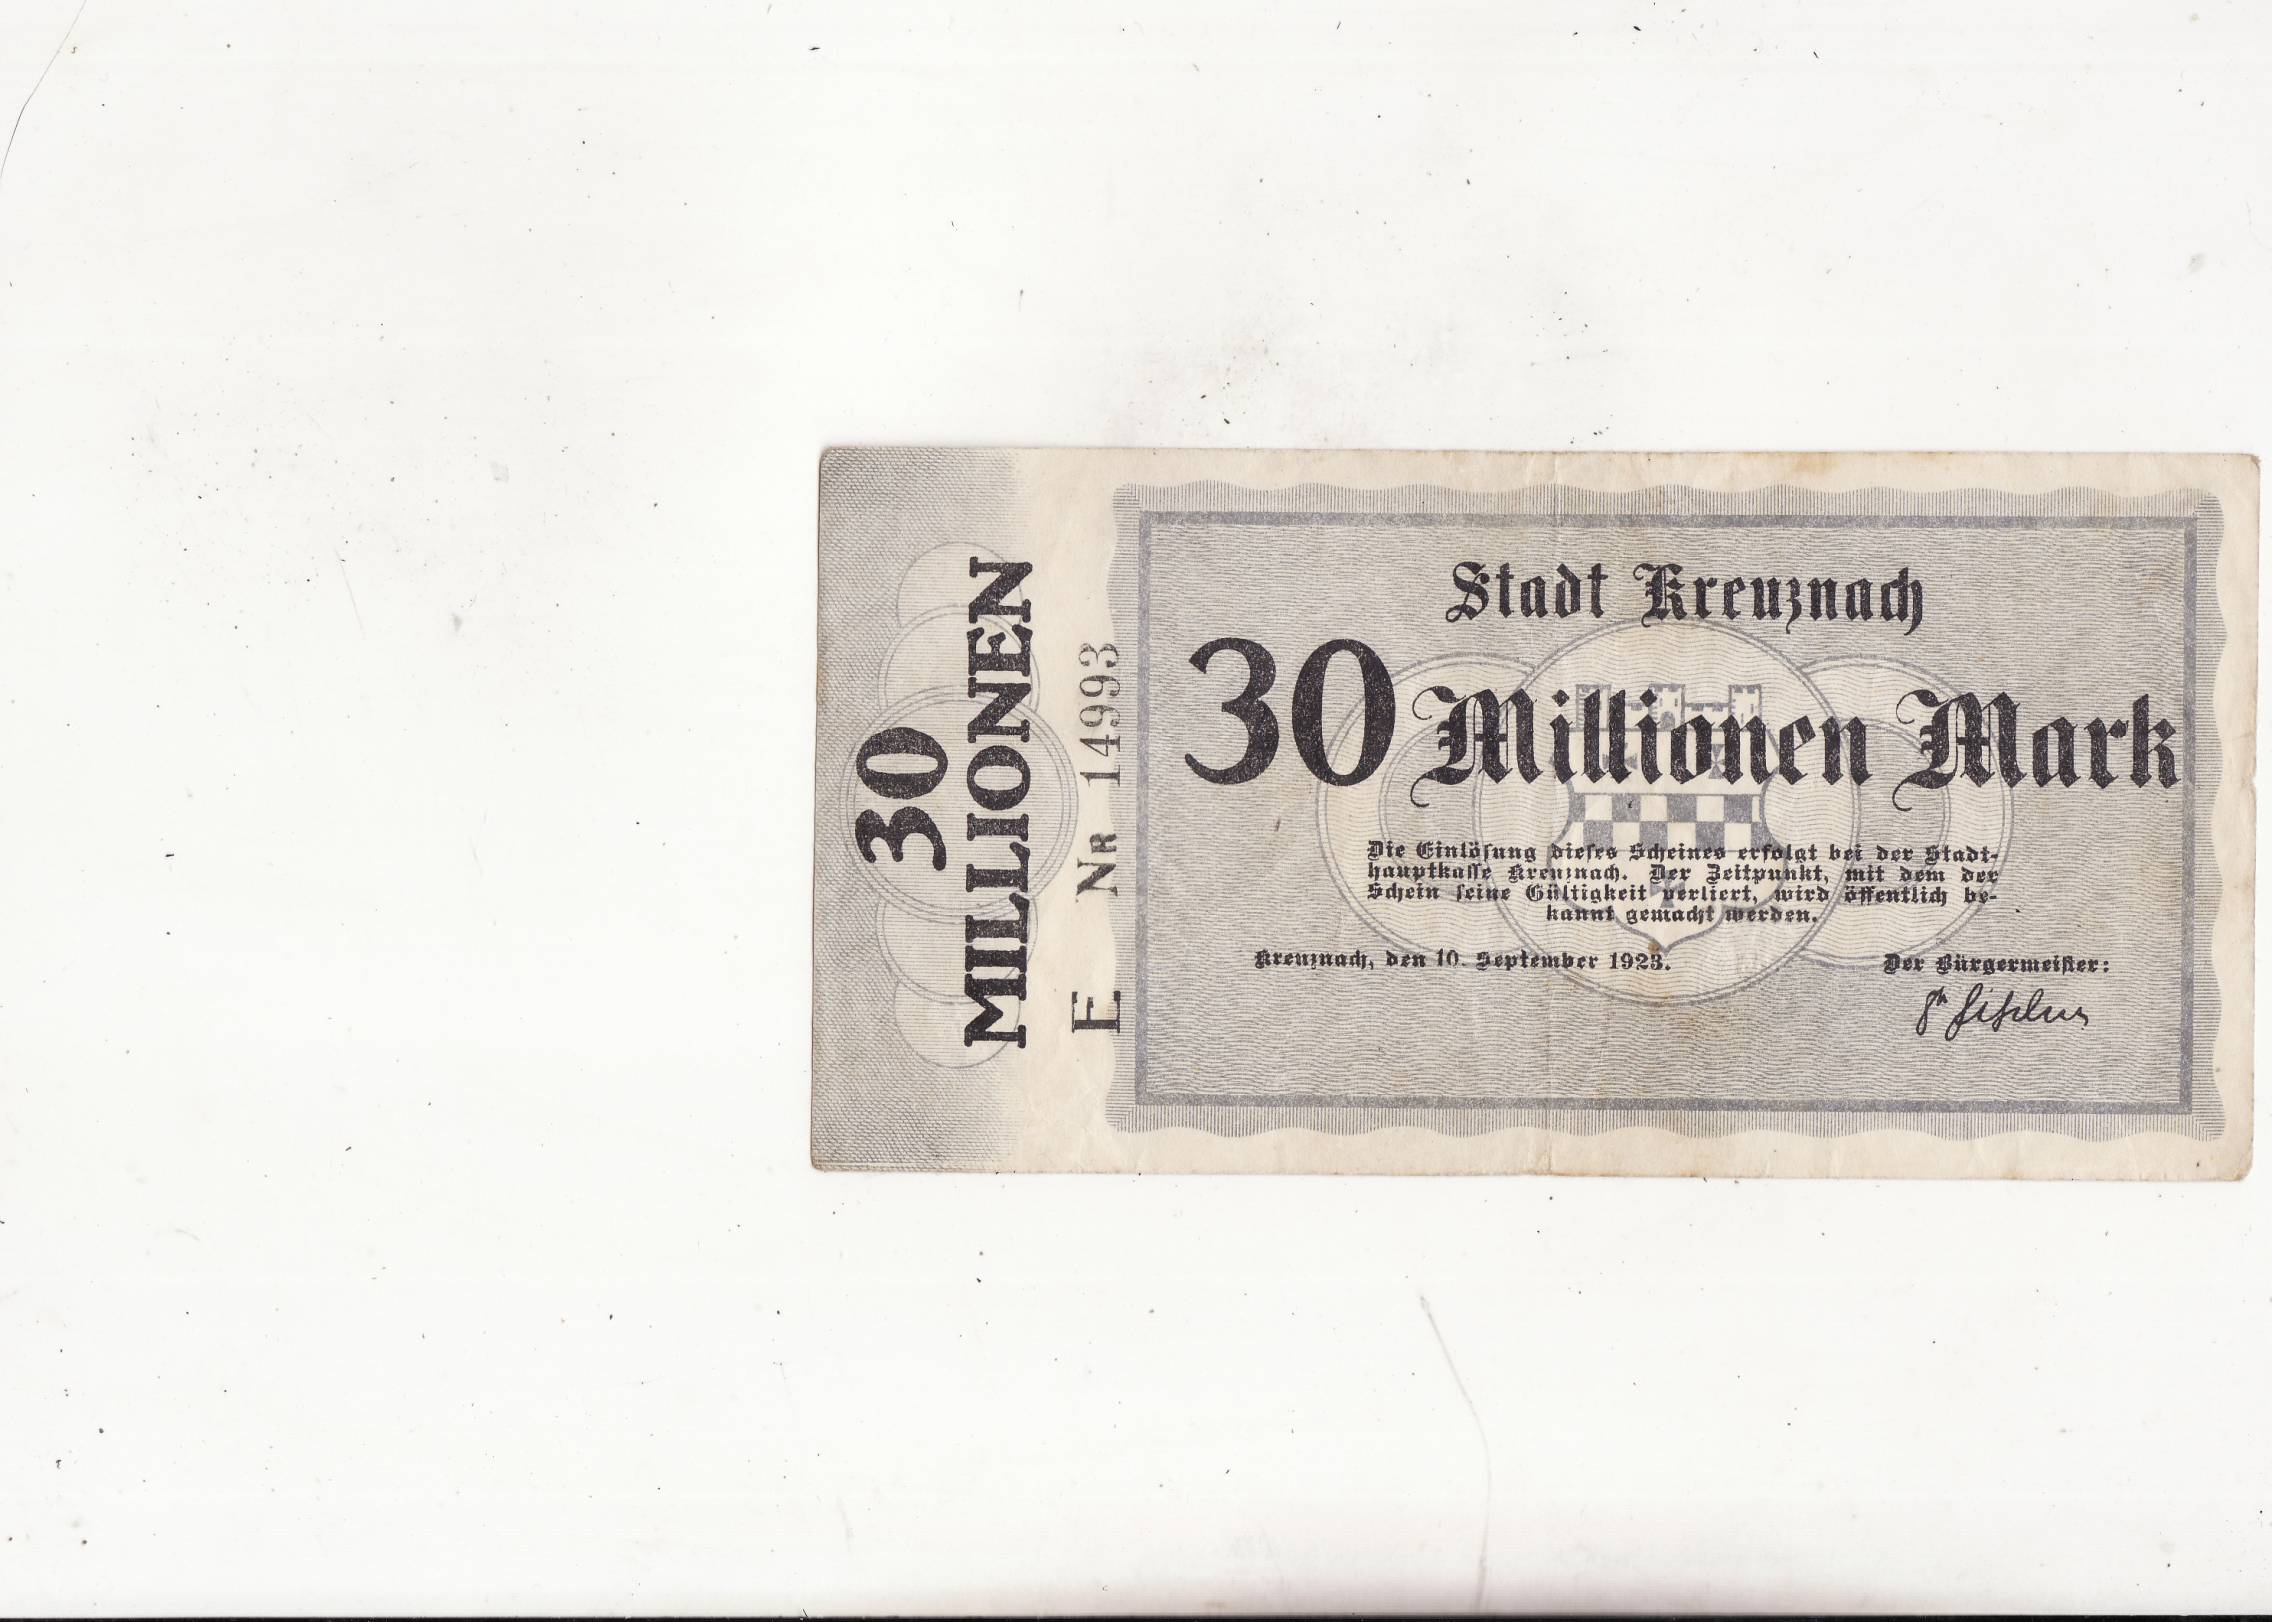 30
MILLIONEN
E NR 14993
Stadt Kreuznach
30 Millionen Mark
Die Einlösung dieses Scheines erfolgt bei der Stadt-
hauptkasse Kreuznach. Der Zeitpunkt, mit dem der
Schein seine Gültigkeit verliert, wird öffentlich be-
kannt gemacht werden.
Kreuznach, den 10. September 1923.
Der Bürgermeister: